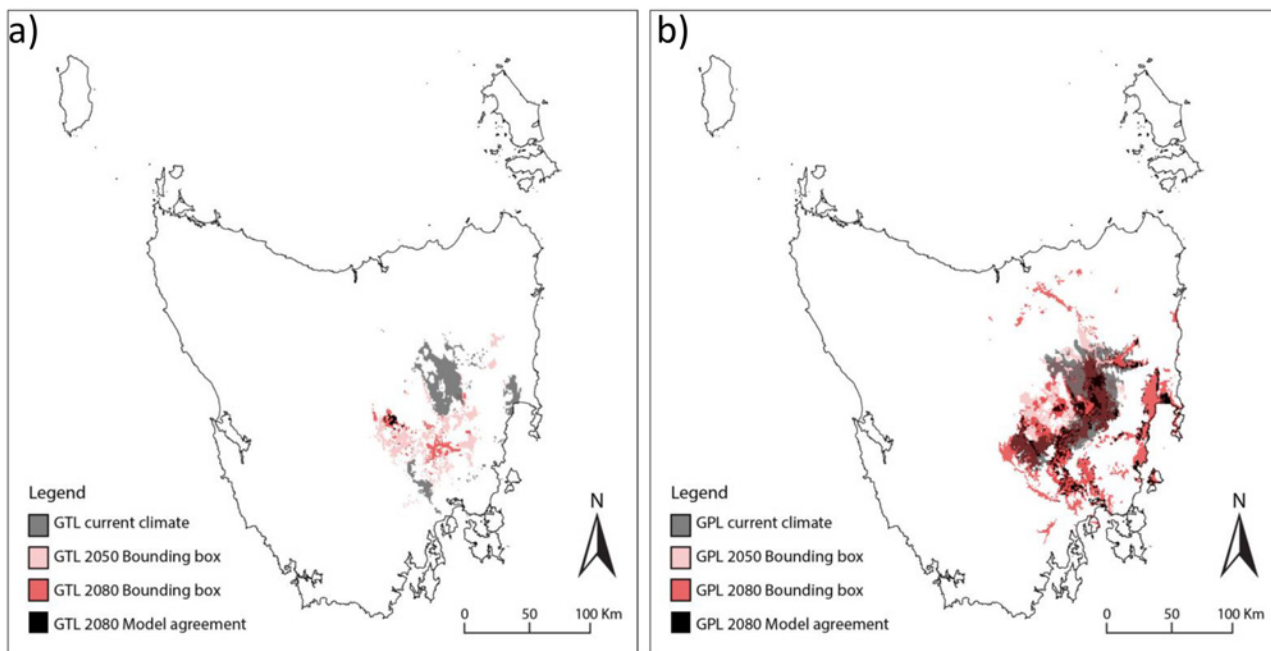 a)
Legend
GTL current climate
GTL 2050 Bounding box
GTL 2080 Bounding box
GTL 2080 Model agreement
N
0 50 100 Km
b)
Legend
GPL current climate
GPL 2050 Bounding box
GPL 2080 Bounding box
GPL 2080 Model agreement
N
0 50 100 Km